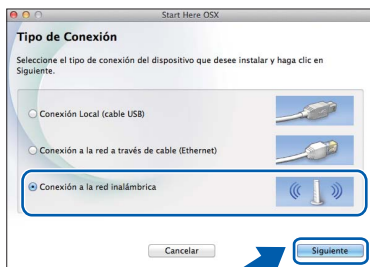 Start Here OSX
Tipo de Conexión
Seleccione el tipo de conexión del dispositivo que desee instalar y haga clic en
Siguiente.
Conexión Local (cable USB)
Conexión a la red a través de cable (Ethernet)
Conexión a la red inalámbrica
Cancelar
Siguiente